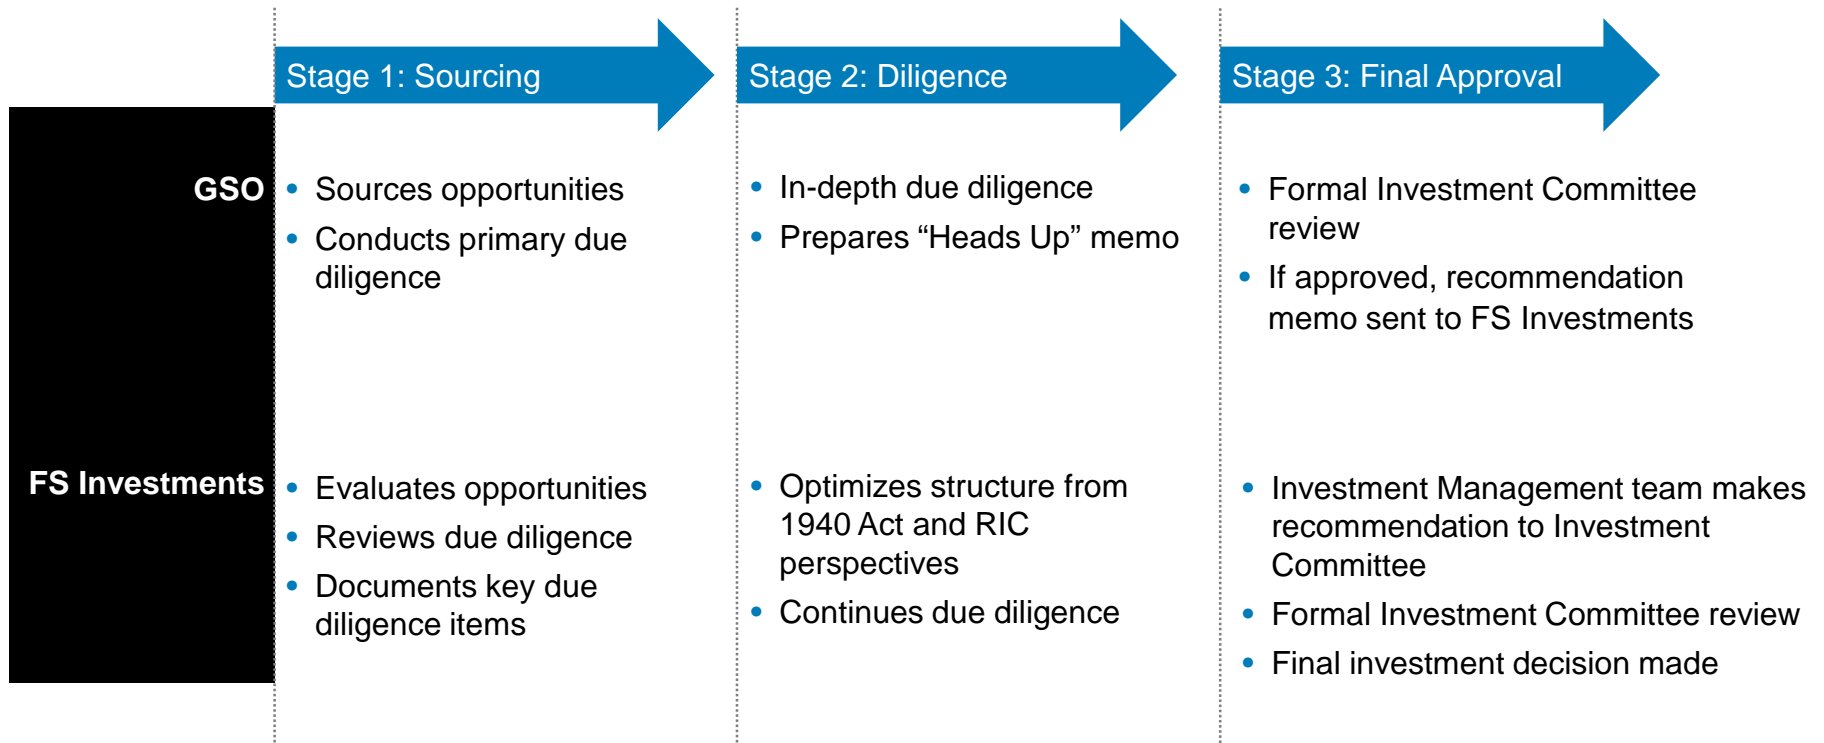 Stage 1: Sourcing
Stage 2: Diligence
Stage 3: Final Approval
GSO
• Sources opportunities
• Conducts primary due
diligence
• In-depth due diligence
• Prepares “Heads Up” memo
• Formal Investment Committee
review
• If approved, recommendation
memo sent to FS Investments
FS Investments
• Evaluates opportunities
• Reviews due diligence
• Documents key due
diligence items
• Optimizes structure from
1940 Act and RIC
perspectives
• Continues due diligence
• Investment Management team makes
recommendation to Investment
Committee
• Formal Investment Committee review
• Final investment decision made